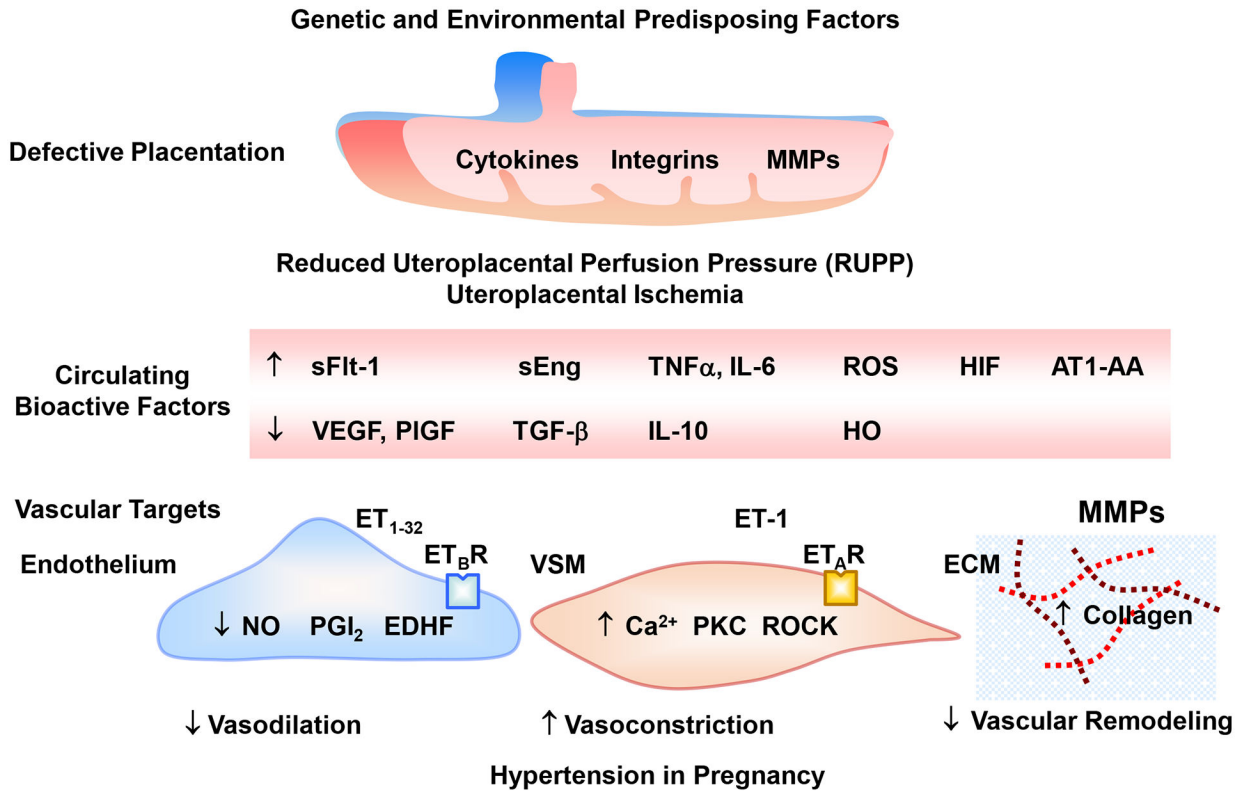 Genetic and Environmental Predisposing Factors
Defective Placentation
Cytokines Integrins MMPs
Reduced Uteroplacental Perfusion Pressure (RUPP)
Uteroplacental Ischemia
Circulating
Bioactive Factors
↑ sFlt-1 sEng TNFα, IL-6 ROS HIF AT1-AA
↓ VEGF, PlGF TGF-β IL-10 HO
Vascular Targets
Endothelium
ET1-32
ETBR
↓ NO PGI2 EDHF
VSM
ET-1
ETAR
↑ Ca2+ PKC ROCK
MMPs
ECM
↑ Collagen
↓ Vasodilation
↑ Vasoconstriction
↓ Vascular Remodeling
Hypertension in Pregnancy